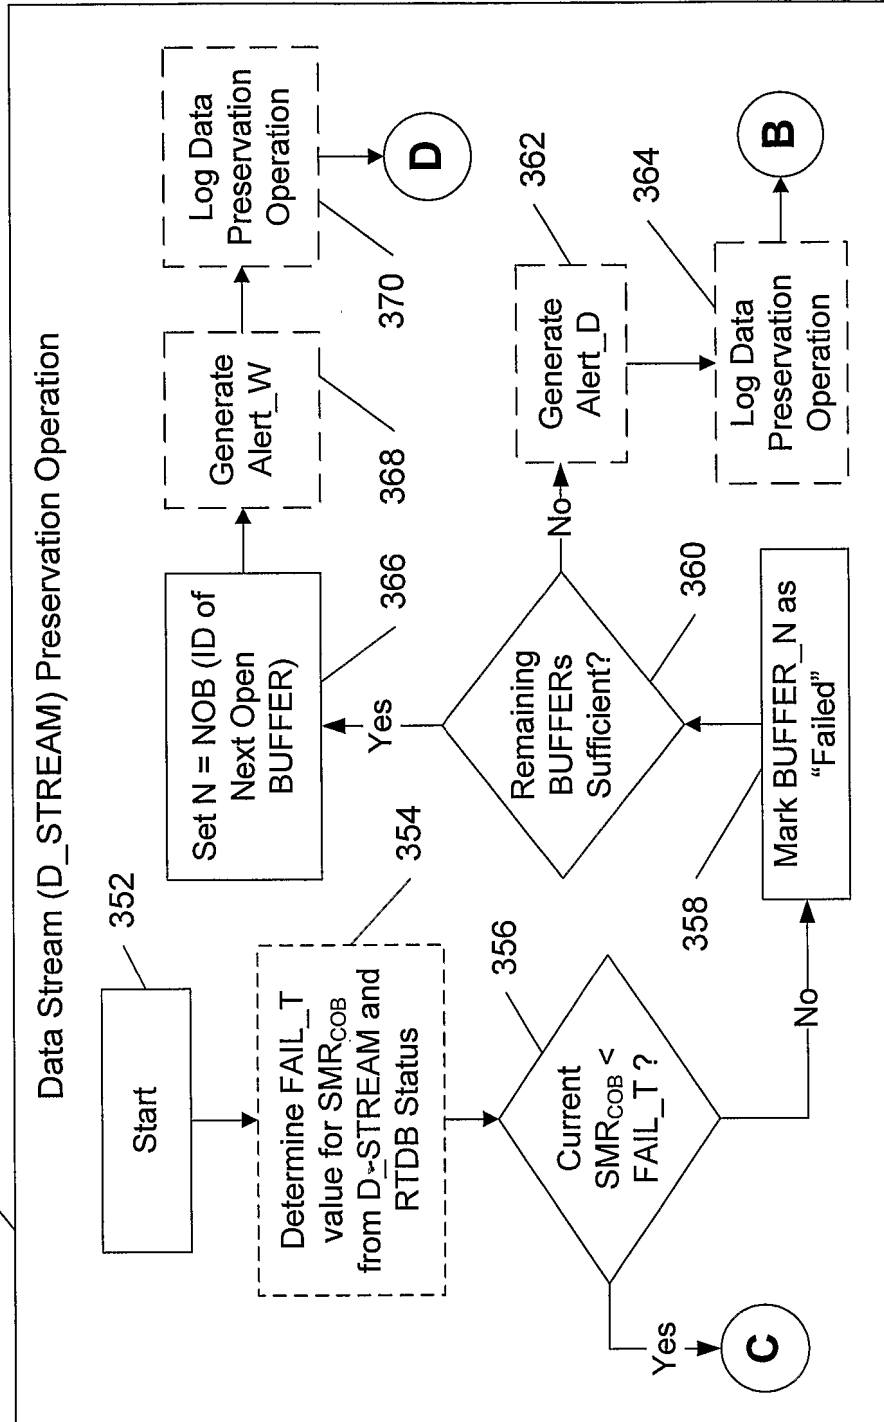 Data Stream (D_STREAM) Preservation Operation
Start
352
Determine FAIL_T
value for SMRCOB
from D_STREAM and
RTDB Status
354
Current
SMRCOB <
FAIL_T ?
356
Yes
C
No
Mark BUFFER_N as
“Failed”
358
Remaining
BUFFERs
Sufficient?
360
Yes
Set N = NOB (ID of
Next Open
BUFFER)
366
Generate
Alert_W
368
Log Data
Preservation
Operation
370
D
No
Generate
Alert_D
362
Log Data
Preservation
Operation
364
B